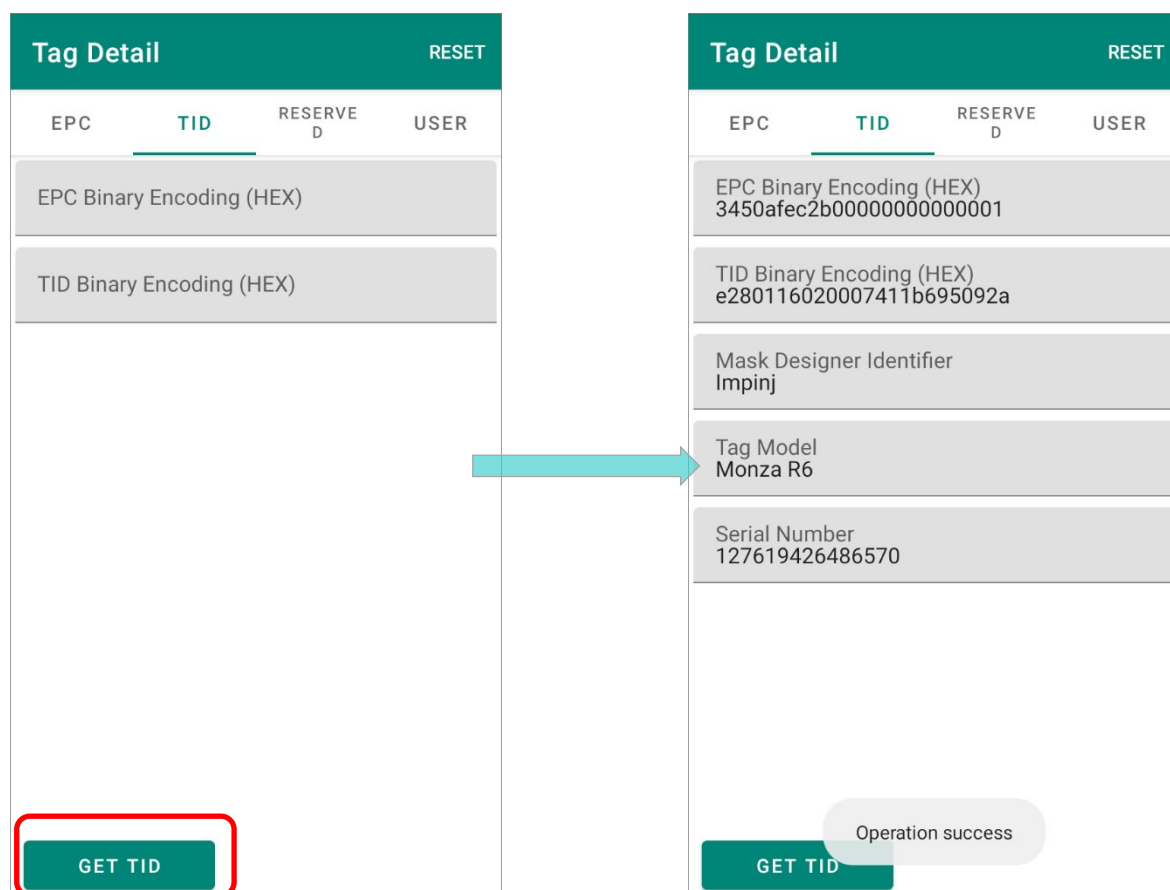 Tag Detail
RESET
EPC
TID
RESERVE
D
USER
EPC Binary Encoding (HEX)
TID Binary Encoding (HEX)
GET TID
Tag Detail
RESET
EPC
TID
RESERVE
D
USER
EPC Binary Encoding (HEX)
3450afec2b00000000000001
TID Binary Encoding (HEX)
e280116020007411b695092a
Mask Designer Identifier
Impinj
Tag Model
Monza R6
Serial Number
127619426486570
Operation success
GET TID